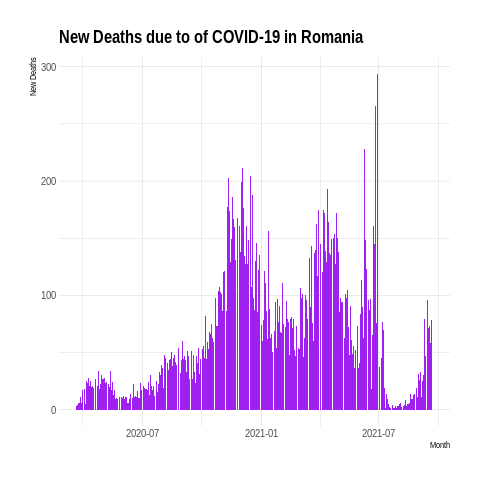 New Deaths due to of COVID-19 in Romania
New Deaths
300
200
100
0
2020-07 2021-01 2021-07
Month